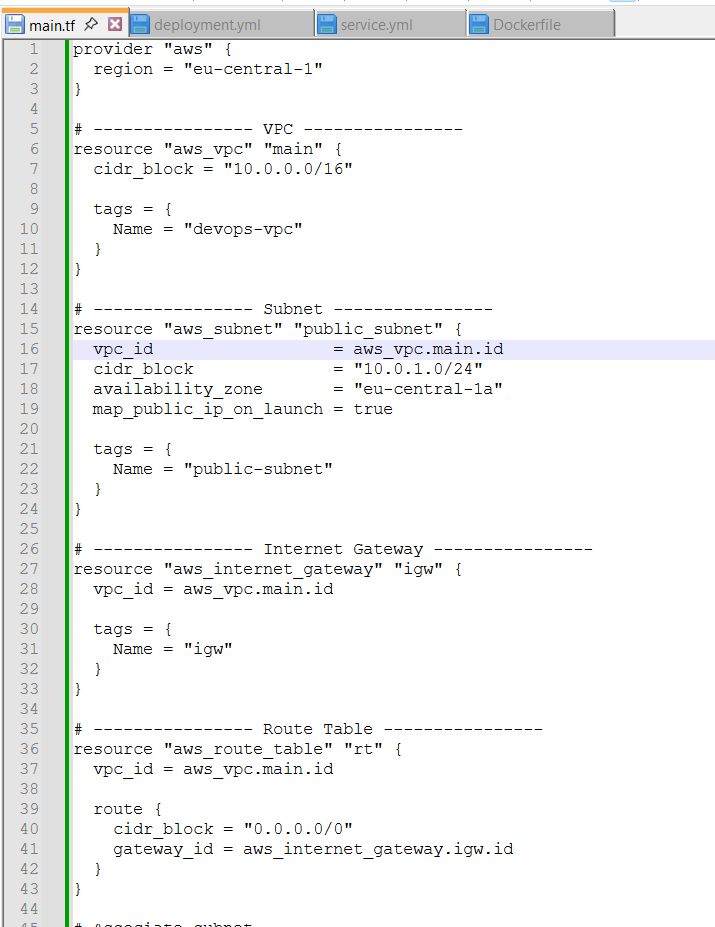 main.tf deployment.yml service.yml Dockerfile
1 provider "aws" {
2   region = "eu-central-1"
3 }
4
5 # ---------------- VPC ----------------
6 resource "aws_vpc" "main" {
7   cidr_block = "10.0.0.0/16"
8
9   tags = {
10     Name = "devops-vpc"
11   }
12 }
13
14 # ---------------- Subnet ----------------
15 resource "aws_subnet" "public_subnet" {
16   vpc_id                  = aws_vpc.main.id
17   cidr_block              = "10.0.1.0/24"
18   availability_zone       = "eu-central-1a"
19   map_public_ip_on_launch = true
20
21   tags = {
22     Name = "public-subnet"
23   }
24 }
25
26 # ---------------- Internet Gateway ----------------
27 resource "aws_internet_gateway" "igw" {
28   vpc_id = aws_vpc.main.id
29
30   tags = {
31     Name = "igw"
32   }
33 }
34
35 # ---------------- Route Table ----------------
36 resource "aws_route_table" "rt" {
37   vpc_id = aws_vpc.main.id
38
39   route {
40     cidr_block = "0.0.0.0/0"
41     gateway_id = aws_internet_gateway.igw.id
42   }
43 }
44
45 # Associate subnet